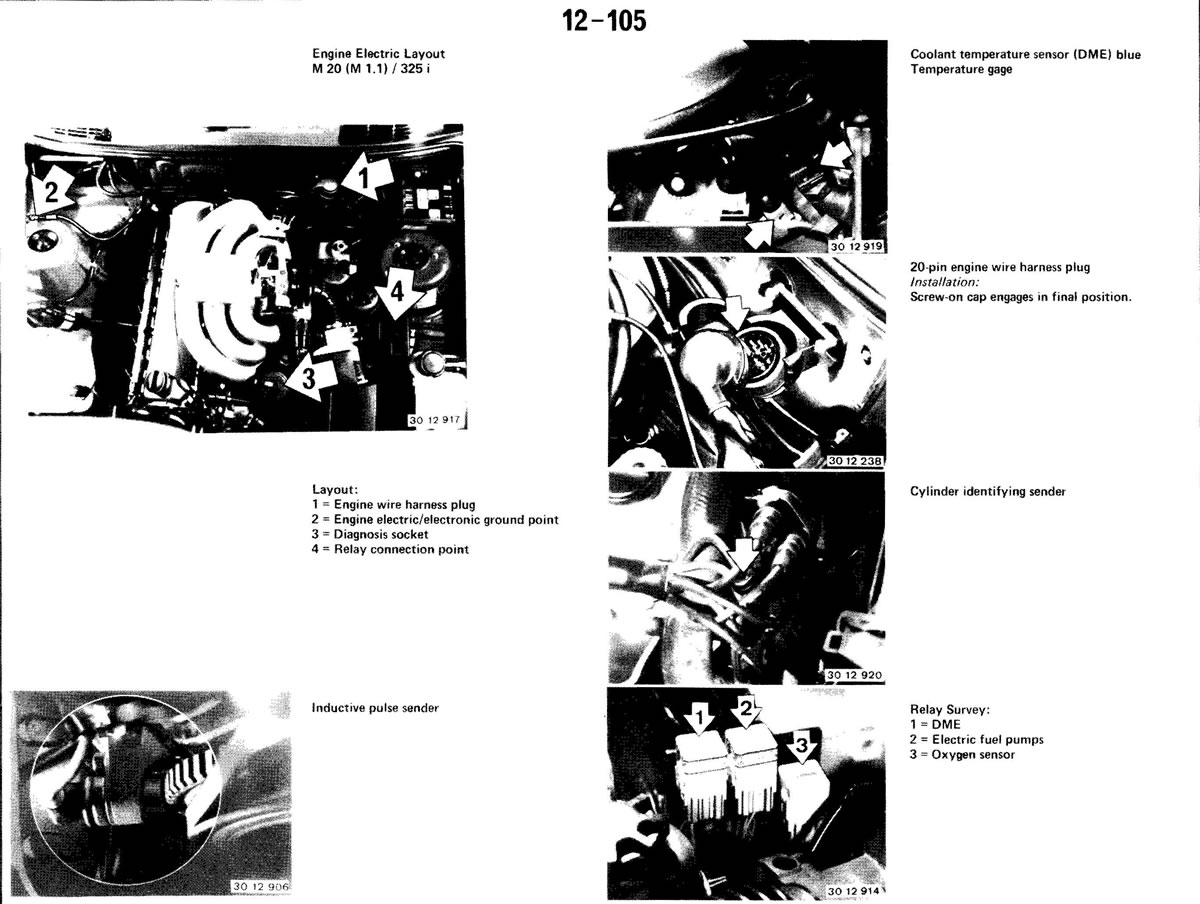 12-105
Engine Electric Layout
M 20 (M 1.1) / 325 i
2
1
4
3
30 12 917
Layout:
1 = Engine wire harness plug
2 = Engine electric/electronic ground point
3 = Diagnosis socket
4 = Relay connection point
30 12 906
Inductive pulse sender
30 12 919
Coolant temperature sensor (DME) blue
Temperature gage
30 12 238
20-pin engine wire harness plug
Installation:
Screw-on cap engages in final position.
30 12 920
Cylinder identifying sender
1
2
3
30 12 914
Relay Survey:
1 = DME
2 = Electric fuel pumps
3 = Oxygen sensor